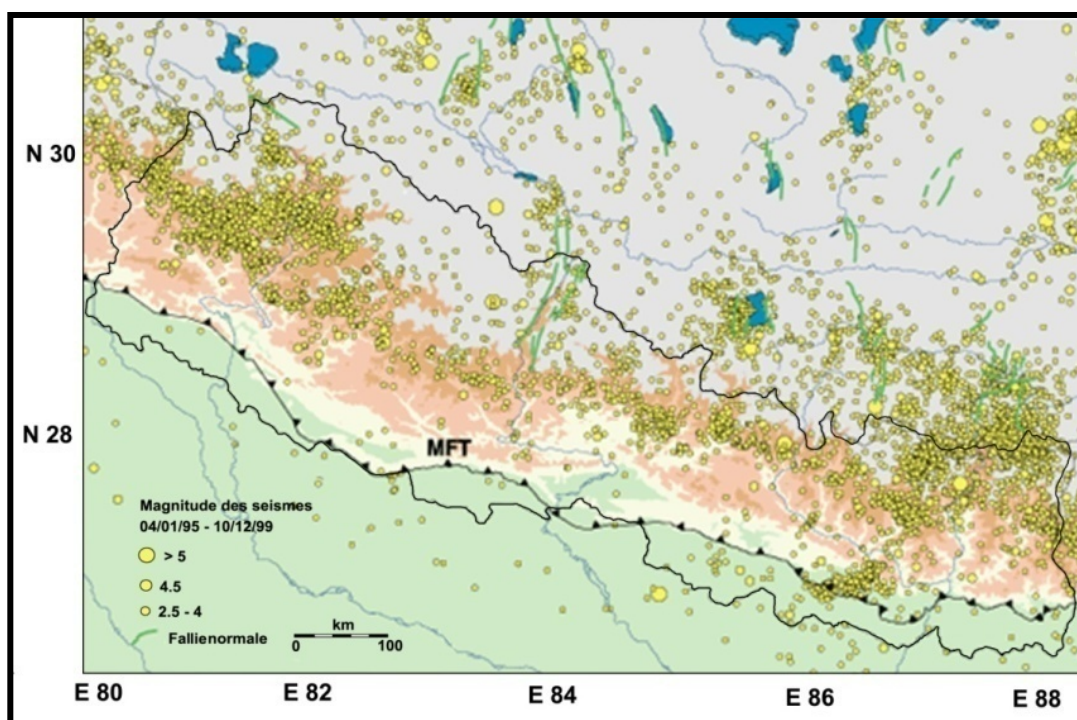 N 30
N 28
MFT
Magnitude des seismes
04/01/95 - 10/12/99
> 5
4.5
2.5 - 4
Fallienormale
km
0 100
E 80 E 82 E 84 E 86 E 88